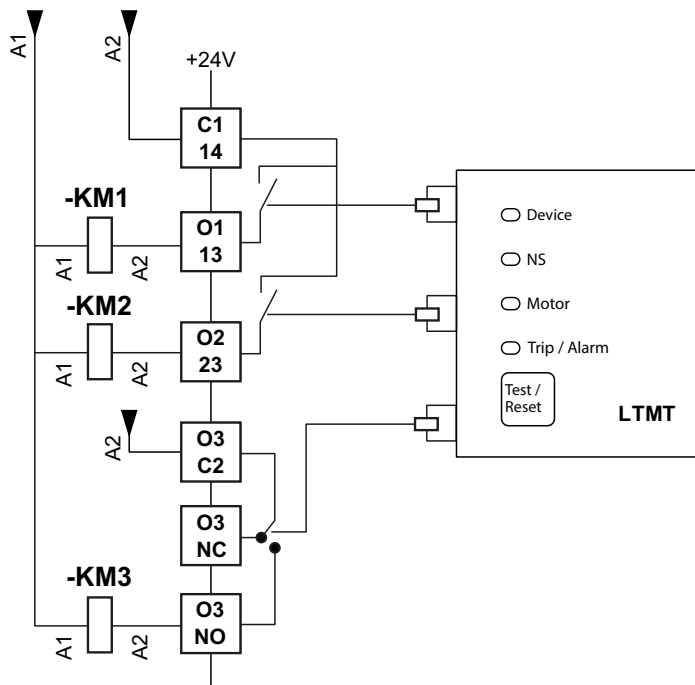 A1
A2
+24V
C1
14
-KM1
O1
13
A1
A2
-KM2
O2
23
A1
A2
A2
O3
C2
O3
NC
-KM3
O3
NO
A1
A2
Device
NS
Motor
Trip / Alarm
Test /
Reset
LTMT